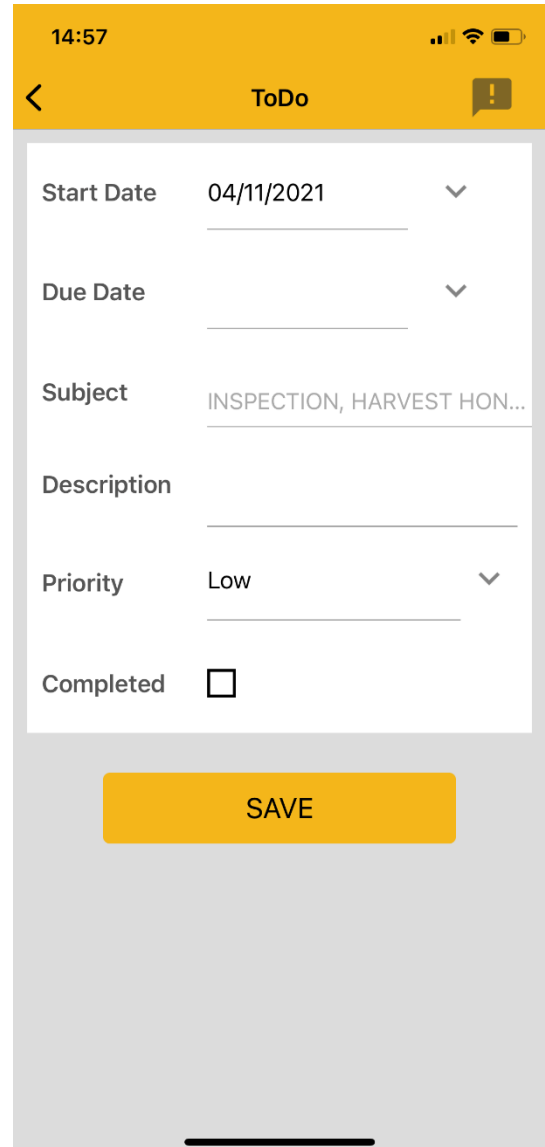 14:57
ToDo
Start Date 04/11/2021
Due Date
Subject INSPECTION, HARVEST HON...
Description
Priority Low
Completed
SAVE